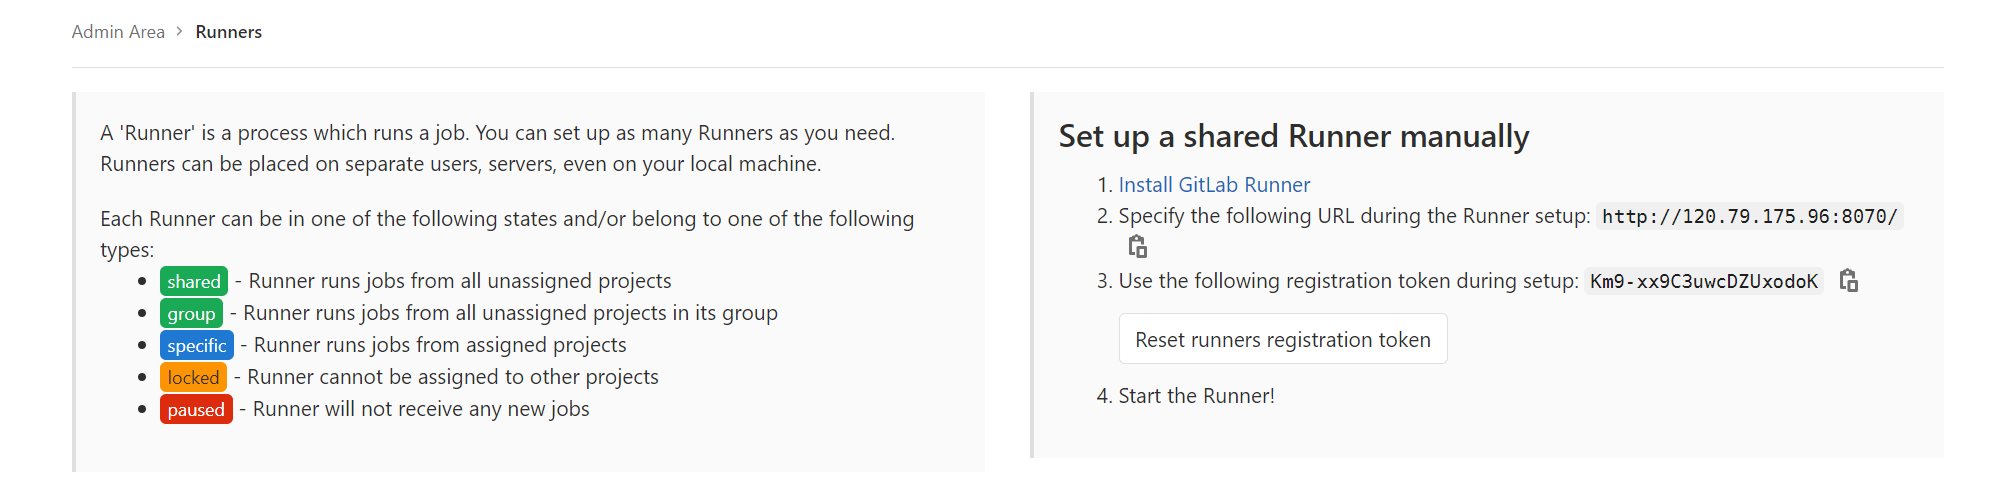 Admin Area > Runners
A 'Runner' is a process which runs a job. You can set up as many Runners as you need.
Runners can be placed on separate users, servers, even on your local machine.
Each Runner can be in one of the following states and/or belong to one of the following
types:
• shared - Runner runs jobs from all unassigned projects
• group - Runner runs jobs from all unassigned projects in its group
• specific - Runner runs jobs from assigned projects
• locked - Runner cannot be assigned to other projects
• paused - Runner will not receive any new jobs
Set up a shared Runner manually
1. Install GitLab Runner
2. Specify the following URL during the Runner setup: http://120.79.175.96:8070/
3. Use the following registration token during setup: Km9-xx9C3uwcDZUxodoK
Reset runners registration token
4. Start the Runner!